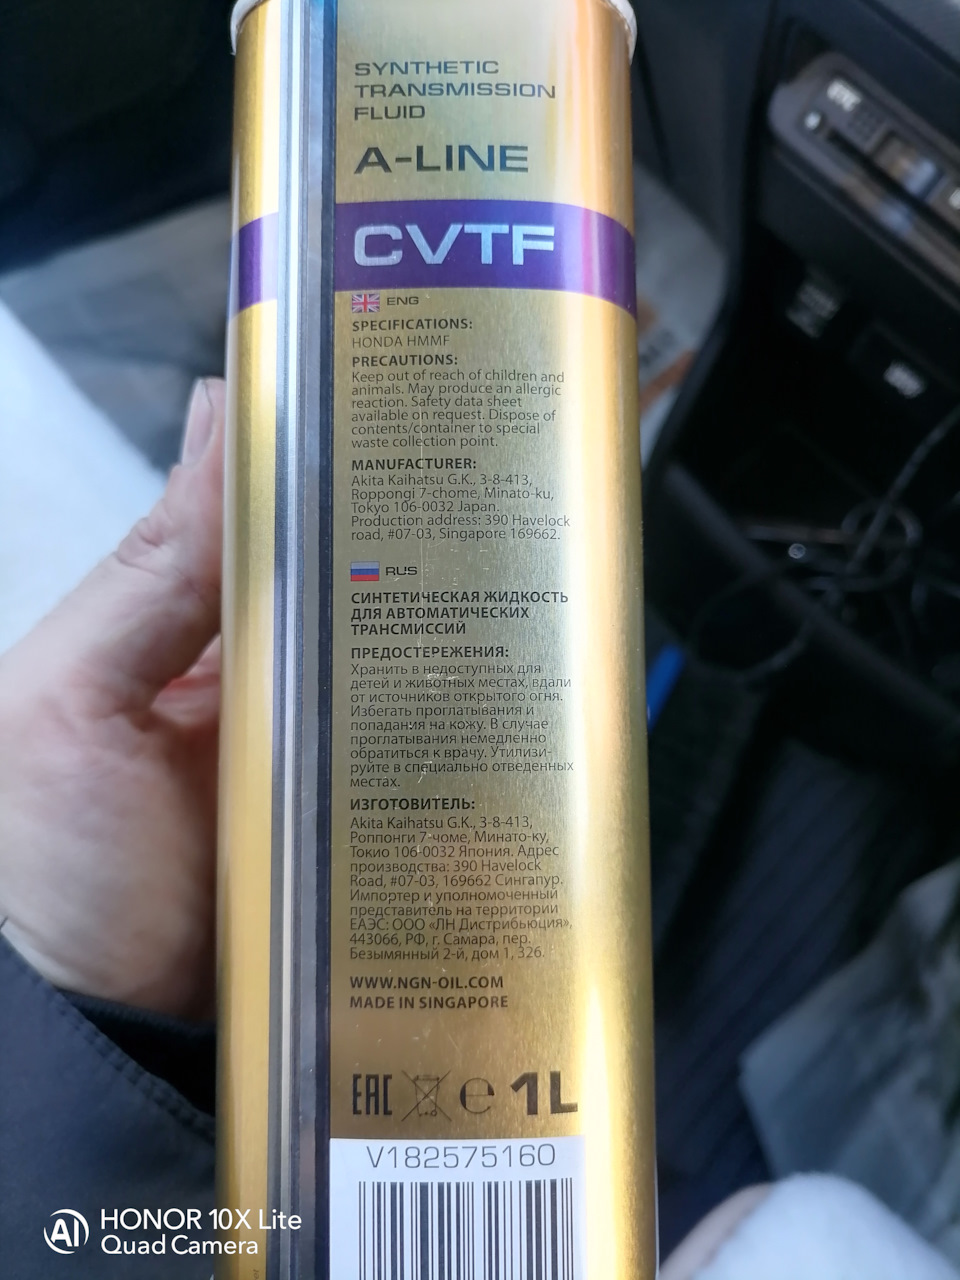 SYNTHETIC
TRANSMISSION
FLUID
A-LINE
CVTF
ENG
SPECIFICATIONS:
HONDA HMMF
PRECAUTIONS:
Keep out of reach of children and
animals. May produce an allergic
reaction. Safety data sheet
available on request. Dispose of
contents/container to special
waste collection point.
MANUFACTURER:
Akita Kaihatsu G.K., 3-8-413,
Roppongi 7-chome, Minato-ku,
Tokyo 106-0032 Japan.
Production address: 390 Havelock
road, #07-03, Singapore 169662.
RUS
СИНТЕТИЧЕСКАЯ ЖИДКОСТЬ
ДЛЯ АВТОМАТИЧЕСКИХ
ТРАНСМИССИЙ
ПРЕДОСТЕРЕЖЕНИЯ:
Хранить в недоступных для
детей и животных местах, вдали
от источников открытого огня.
Избегать проглатывания и
попадания на кожу. В случае
проглатывания немедленно
обратиться к врачу. Утилизи-
руйте в специально отведенных
местах.
ИЗГОТОВИТЕЛЬ:
Akita Kaihatsu G.K., 3-8-413,
Роппонги 7-чоме, Минато-ку,
Токио 106-0032 Япония. Адрес
производства: 390 Havelock
Road, #07-03, 169662 Сингапур.
Импортер и уполномоченный
представитель на территории
ЕАЭС: ООО «ЛН Дистрибьюция»,
443066, РФ, г. Самара, пер.
Безымянный 2-й, дом 1, 326.
WWW.NGN-OIL.COM
MADE IN SINGAPORE
EAC e 1L
V182575160
HONOR 10X Lite
Quad Camera